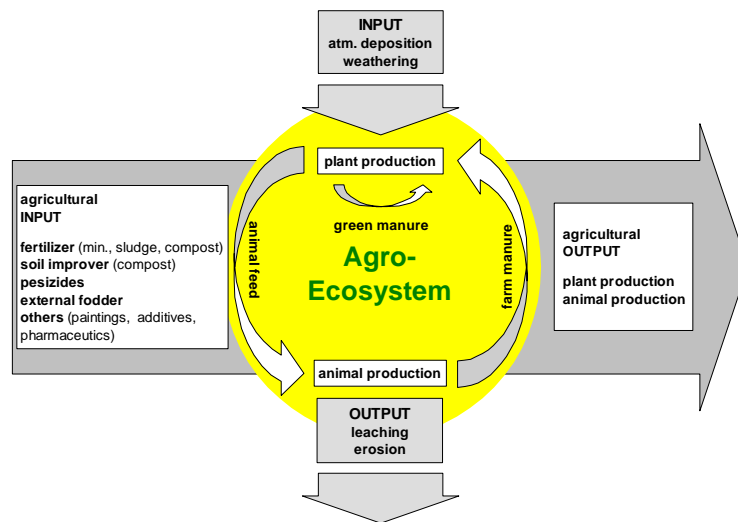 INPUT
atm. deposition
weathering
plant production
green manure
animal feed
farm manure
Agro-
Ecosystem
animal production
agricultural
INPUT
fertilizer (min., sludge, compost)
soil improver (compost)
pesizides
external fodder
others (paintings, additives,
pharmaceutics)
agricultural
OUTPUT
plant production
animal production
OUTPUT
leaching
erosion